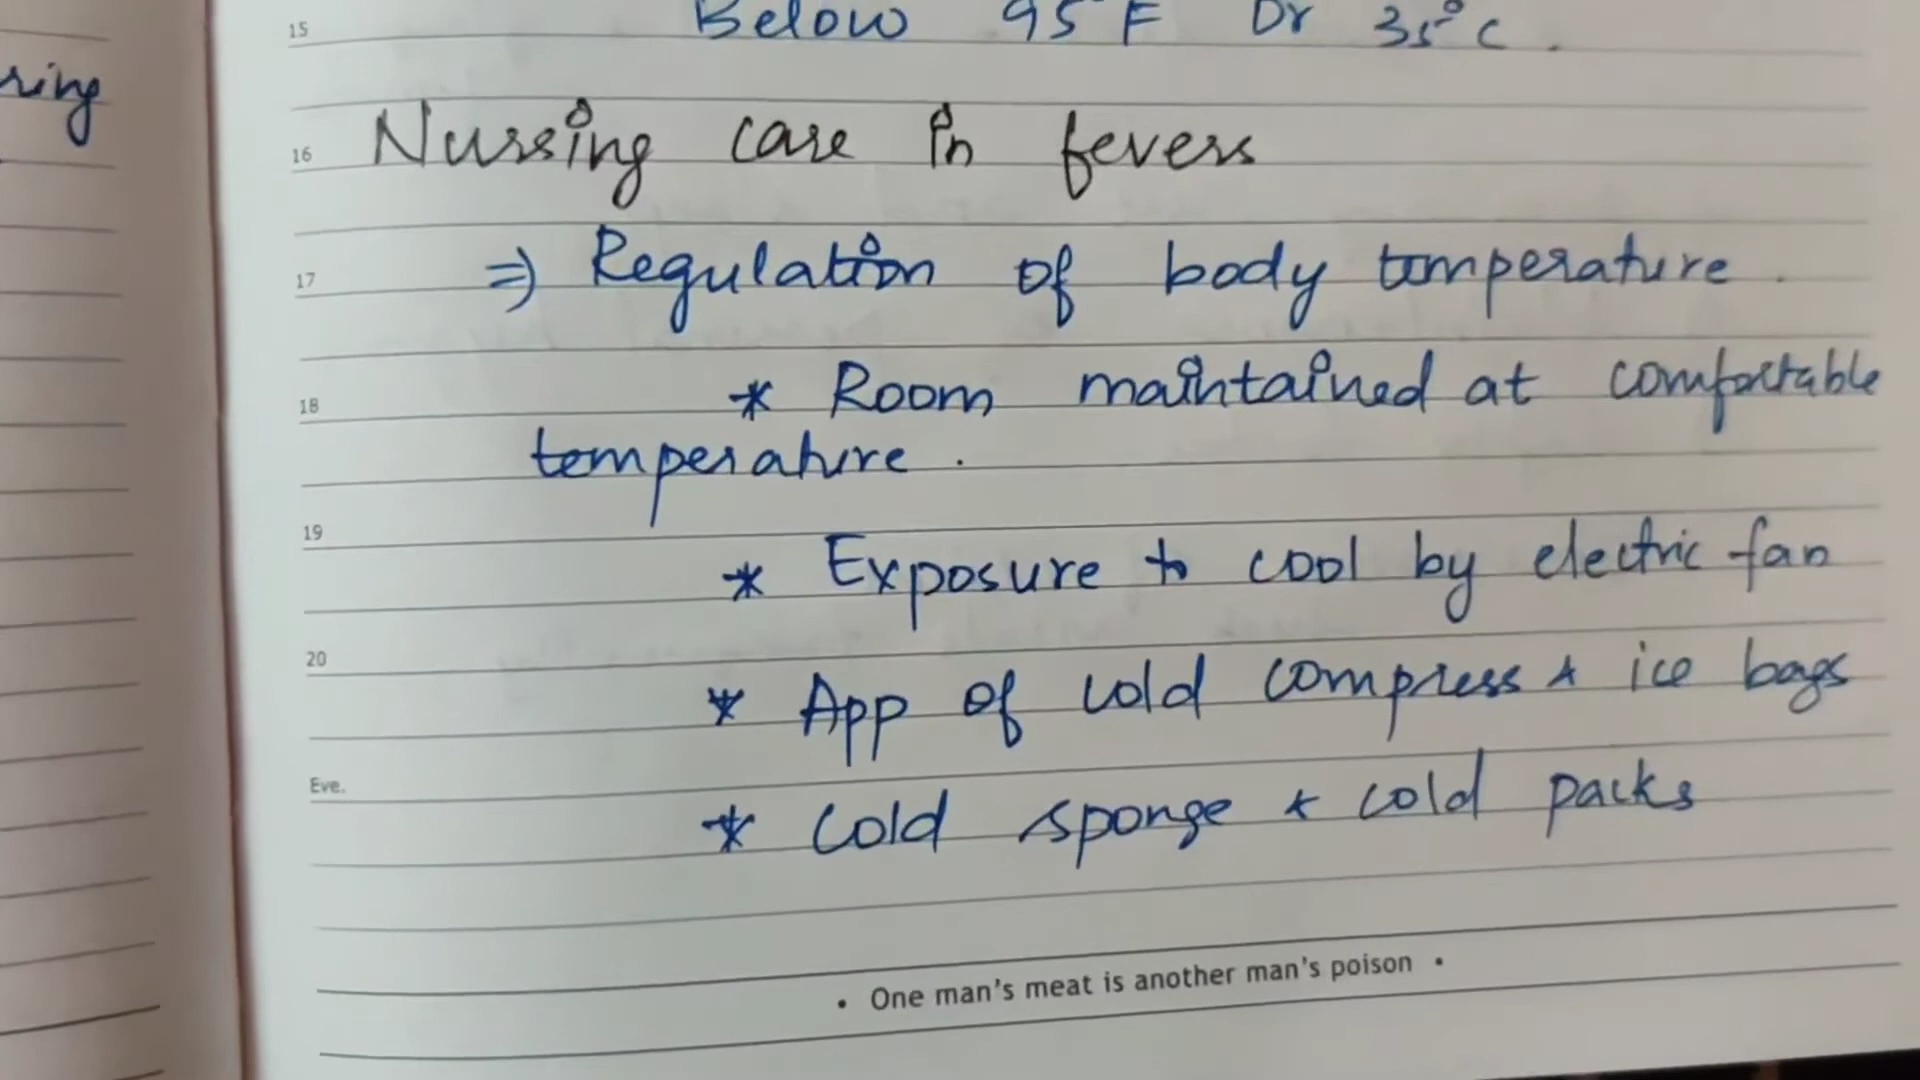 ring
15 Below 95°F Or 35°C.
16 Nursing care in fevers
17 ⇒ Regulation of body temperature.
18 * Room maintained at comfortable
temperature.
19
* Exposure to cool by electric fan
20
* App of cold compress & ice bags
Eve.
* Cold sponge & cold packs
• One man's meat is another man's poison •